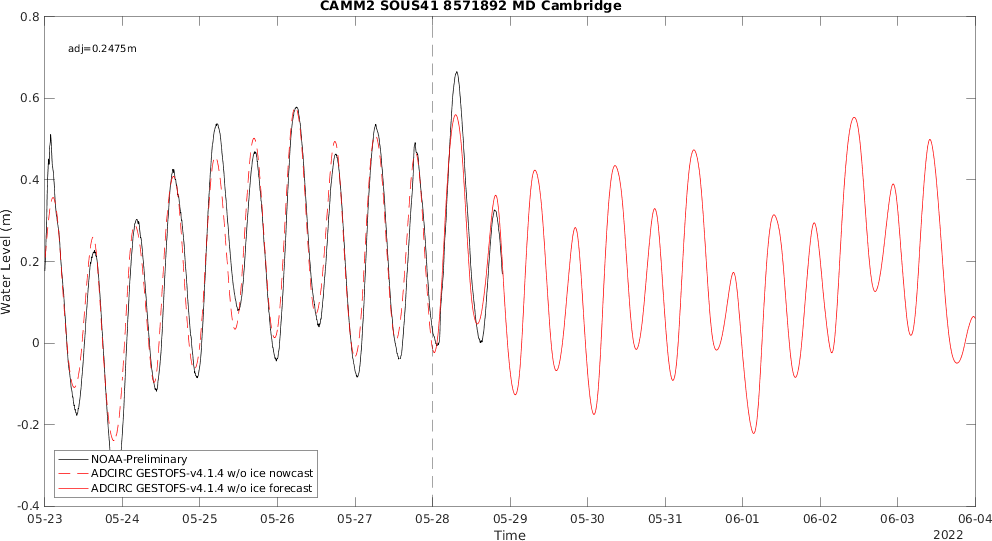 CAMM2 SOUS41 8571892 MD Cambridge
0.8
adj=0.2475m
0.6
0.4
0.2
0
-0.2
-0.4
Water Level (m)
NOAA-Preliminary
ADCIRC GESTOFS-v4.1.4 w/o ice nowcast
ADCIRC GESTOFS-v4.1.4 w/o ice forecast
05-23 05-24 05-25 05-26 05-27 05-28 05-29 05-30 05-31 06-01 06-02 06-03 06-04
Time
2022